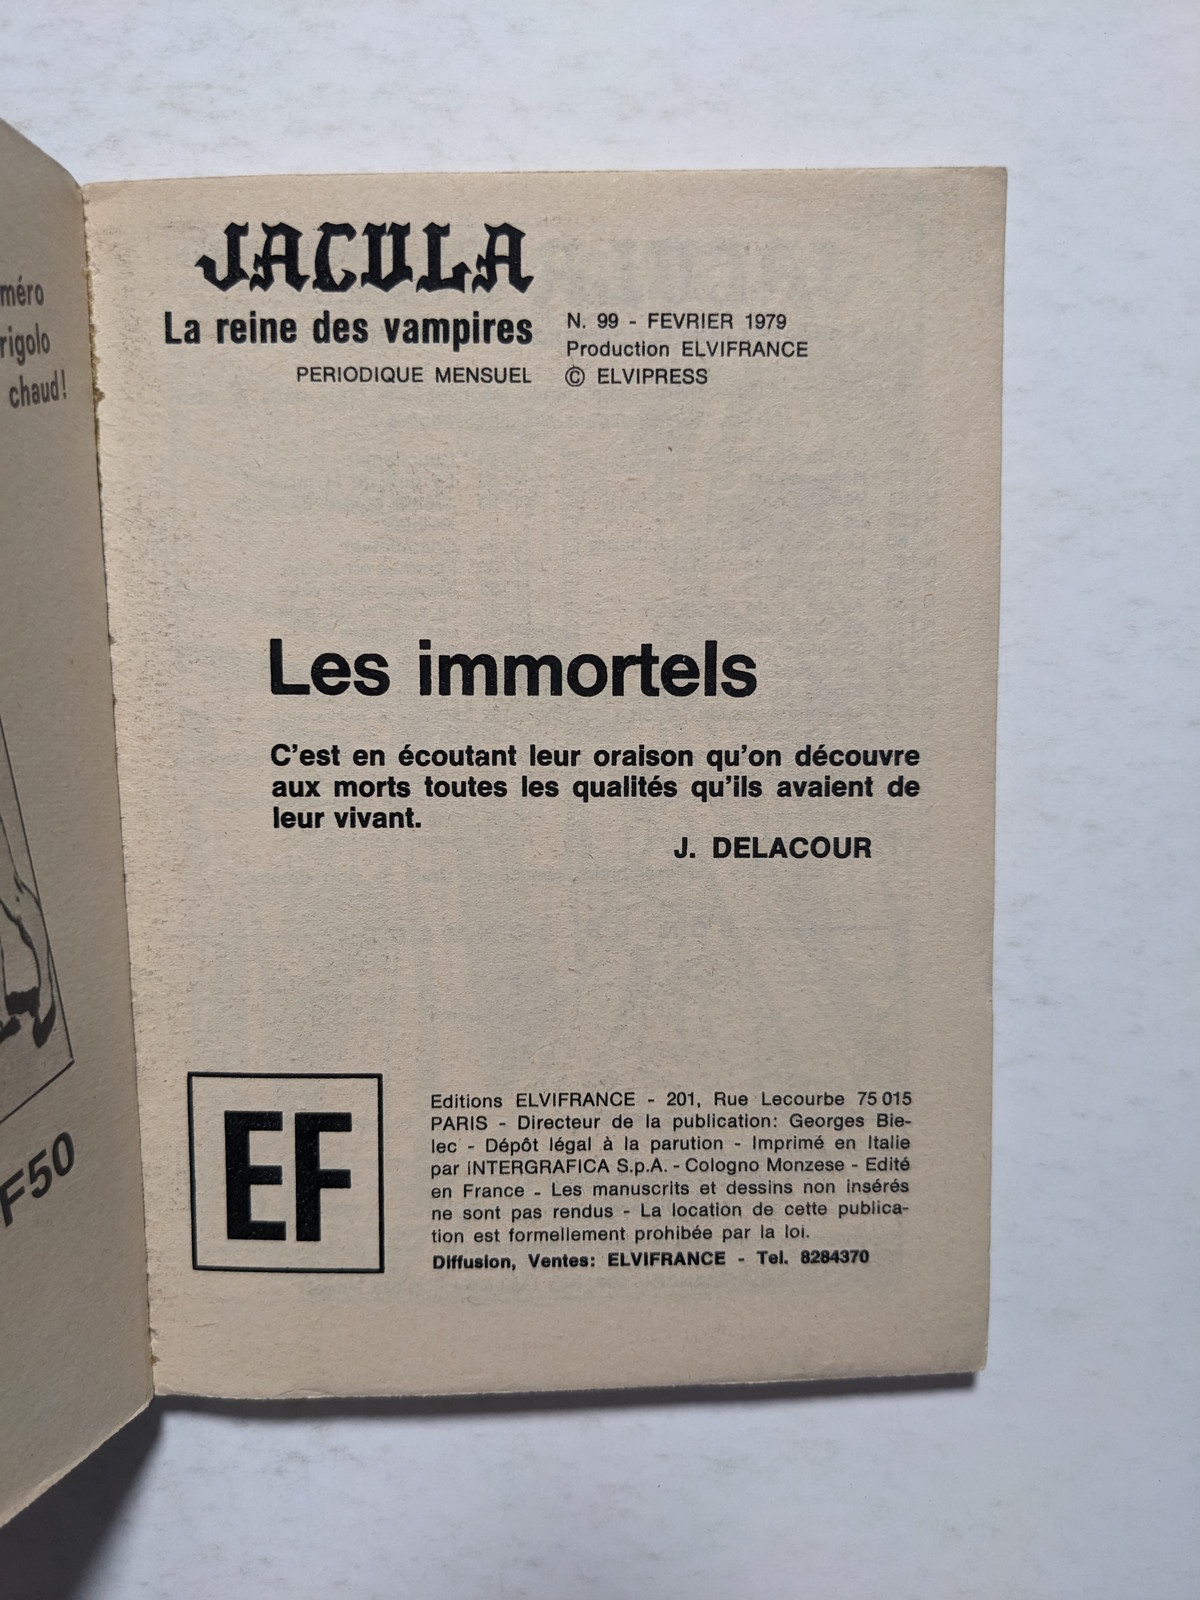 méro
rigolo
chaud!
F50
JACULA
La reine des vampires
PERIODIQUE MENSUEL
N. 99 - FEVRIER 1979
Production ELVIFRANCE
© ELVIPRESS
Les immortels
C'est en écoutant leur oraison qu'on découvre
aux morts toutes les qualités qu'ils avaient de
leur vivant.
J. DELACOUR
EF
Editions ELVIFRANCE - 201, Rue Lecourbe 75 015
PARIS - Directeur de la publication: Georges Bie-
lec - Dépôt légal à la parution - Imprimé en Italie
par INTERGRAFICA S.p.A. - Cologno Monzese - Edité
en France - Les manuscrits et dessins non insérés
ne sont pas rendus - La location de cette publica-
tion est formellement prohibée par la loi.
Diffusion, Ventes: ELVIFRANCE - Tel. 8284370